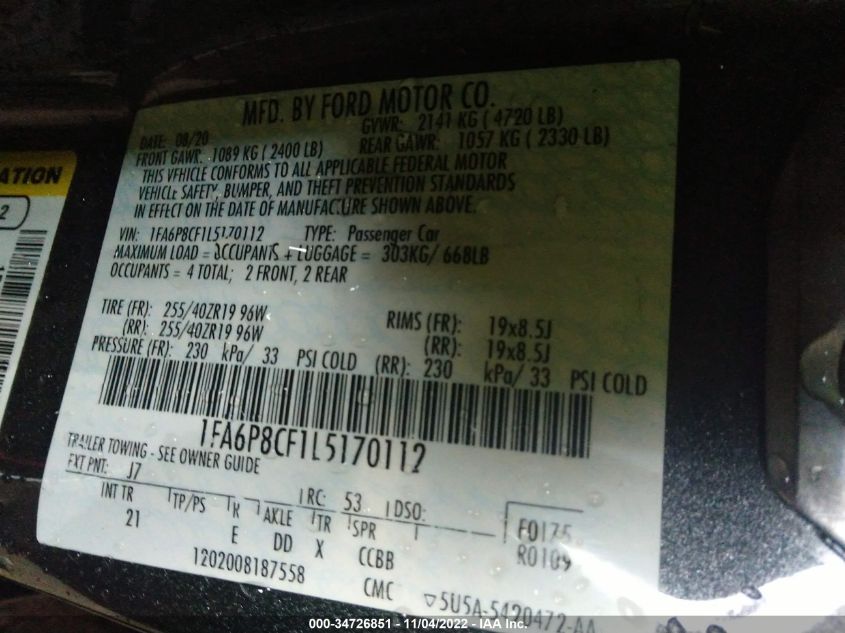 MFD. BY FORD MOTOR CO.
DATE: 08/20 GVWR: 2141 KG ( 4720 LB)
FRONT GAWR: 1089 KG ( 2400 LB) REAR GAWR: 1057 KG ( 2330 LB)
THIS VEHICLE CONFORMS TO ALL APPLICABLE FEDERAL MOTOR
VEHICLE SAFETY, BUMPER, AND THEFT PREVENTION STANDARDS
IN EFFECT ON THE DATE OF MANUFACTURE SHOWN ABOVE.
VIN: 1FA6P8CF1L5170112 TYPE: Passenger Car
MAXIMUM LOAD = OCCUPANTS + LUGGAGE = 303KG/ 668LB
OCCUPANTS = 4 TOTAL; 2 FRONT, 2 REAR
TIRE (FR): 255/40ZR19 96W RIMS (FR): 19x8.5J
(RR): 255/40ZR19 96W (RR): 19x8.5J
PRESSURE (FR): 230 kPa/ 33 PSI COLD (RR): 230 kPa/ 33 PSI COLD
1FA6P8CF1L5170112
TRAILER TOWING - SEE OWNER GUIDE
EXT PNT: J7 RC: 53 DSO: F0175
INT TR TP/PS R AXLE TR SPR R0109
21 E DD X CCBB
1202008187558 CMC 5U5A-5420472-AA
ATION
2
000-34726851 - 11/04/2022 - IAA Inc.